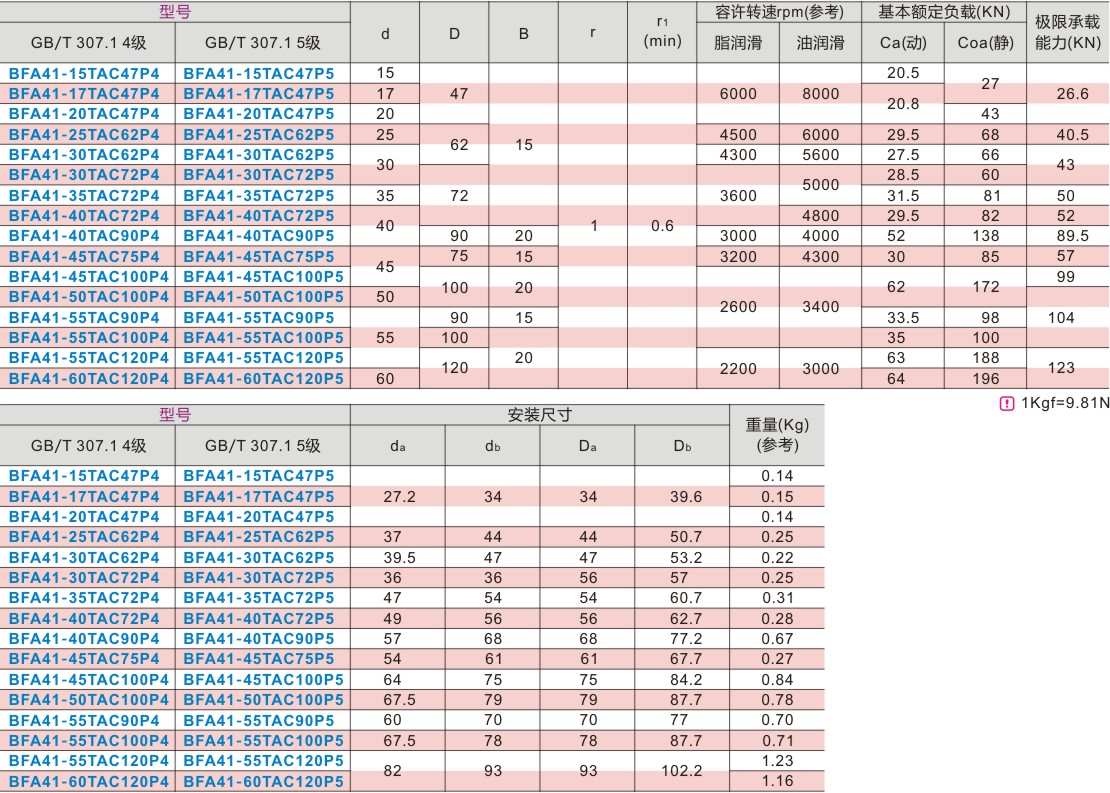 型号 d D B r r1 (min) 容许转速rpm(参考) 基本额定负载(KN) 极限承载能力(KN)
GB/T 307.1 4级 GB/T 307.1 5级 脂润滑 油润滑 Ca(动) Coa(静)
BFA41-15TAC47P4 BFA41-15TAC47P5 15 20.5 27
BFA41-17TAC47P4 BFA41-17TAC47P5 17 47 6000 8000 20.8 26.6
BFA41-20TAC47P4 BFA41-20TAC47P5 20 43
BFA41-25TAC62P4 BFA41-25TAC62P5 25 62 15 4500 6000 29.5 68 40.5
BFA41-30TAC62P4 BFA41-30TAC62P5 30 4300 5600 27.5 66 43
BFA41-30TAC72P4 BFA41-30TAC72P5 5000 28.5 60
BFA41-35TAC72P4 BFA41-35TAC72P5 35 72 3600 31.5 81 50
BFA41-40TAC72P4 BFA41-40TAC72P5 40 1 0.6 4800 29.5 82 52
BFA41-40TAC90P4 BFA41-40TAC90P5 90 20 3000 4000 52 138 89.5
BFA41-45TAC75P4 BFA41-45TAC75P5 45 75 15 3200 4300 30 85 57
BFA41-45TAC100P4 BFA41-45TAC100P5 100 20 62 172 99
BFA41-50TAC100P4 BFA41-50TAC100P5 50 2600 3400
BFA41-55TAC90P4 BFA41-55TAC90P5 90 15 33.5 98 104
BFA41-55TAC100P4 BFA41-55TAC100P5 55 100 35 100
BFA41-55TAC120P4 BFA41-55TAC120P5 120 20 2200 3000 63 188 123
BFA41-60TAC120P4 BFA41-60TAC120P5 60 64 196
! 1Kgf=9.81N
型号 安装尺寸 重量(Kg) (参考)
GB/T 307.1 4级 GB/T 307.1 5级 da db Da Db
BFA41-15TAC47P4 BFA41-15TAC47P5 0.14
BFA41-17TAC47P4 BFA41-17TAC47P5 27.2 34 34 39.6 0.15
BFA41-20TAC47P4 BFA41-20TAC47P5 0.14
BFA41-25TAC62P4 BFA41-25TAC62P5 37 44 44 50.7 0.25
BFA41-30TAC62P4 BFA41-30TAC62P5 39.5 47 47 53.2 0.22
BFA41-30TAC72P4 BFA41-30TAC72P5 36 36 56 57 0.25
BFA41-35TAC72P4 BFA41-35TAC72P5 47 54 54 60.7 0.31
BFA41-40TAC72P4 BFA41-40TAC72P5 49 56 56 62.7 0.28
BFA41-40TAC90P4 BFA41-40TAC90P5 57 68 68 77.2 0.67
BFA41-45TAC75P4 BFA41-45TAC75P5 54 61 61 67.7 0.27
BFA41-45TAC100P4 BFA41-45TAC100P5 64 75 75 84.2 0.84
BFA41-50TAC100P4 BFA41-50TAC100P5 67.5 79 79 87.7 0.78
BFA41-55TAC90P4 BFA41-55TAC90P5 60 70 70 77 0.70
BFA41-55TAC100P4 BFA41-55TAC100P5 67.5 78 78 87.7 0.71
BFA41-55TAC120P4 BFA41-55TAC120P5 82 93 93 102.2 1.23
BFA41-60TAC120P4 BFA41-60TAC120P5 1.16